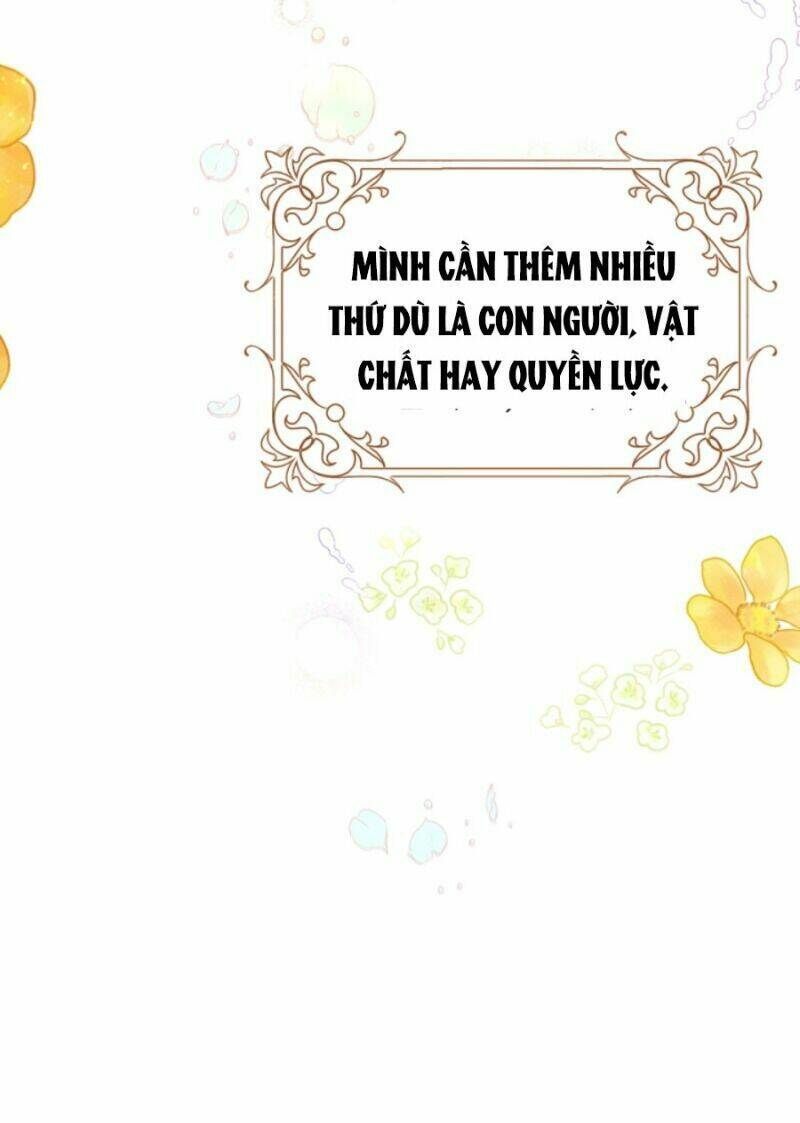 MÌNH CẦN THÊM NHIỀU
THỨ DÙ LÀ CON NGƯỜI, VẬT
CHẤT HAY QUYỀN LỰC.